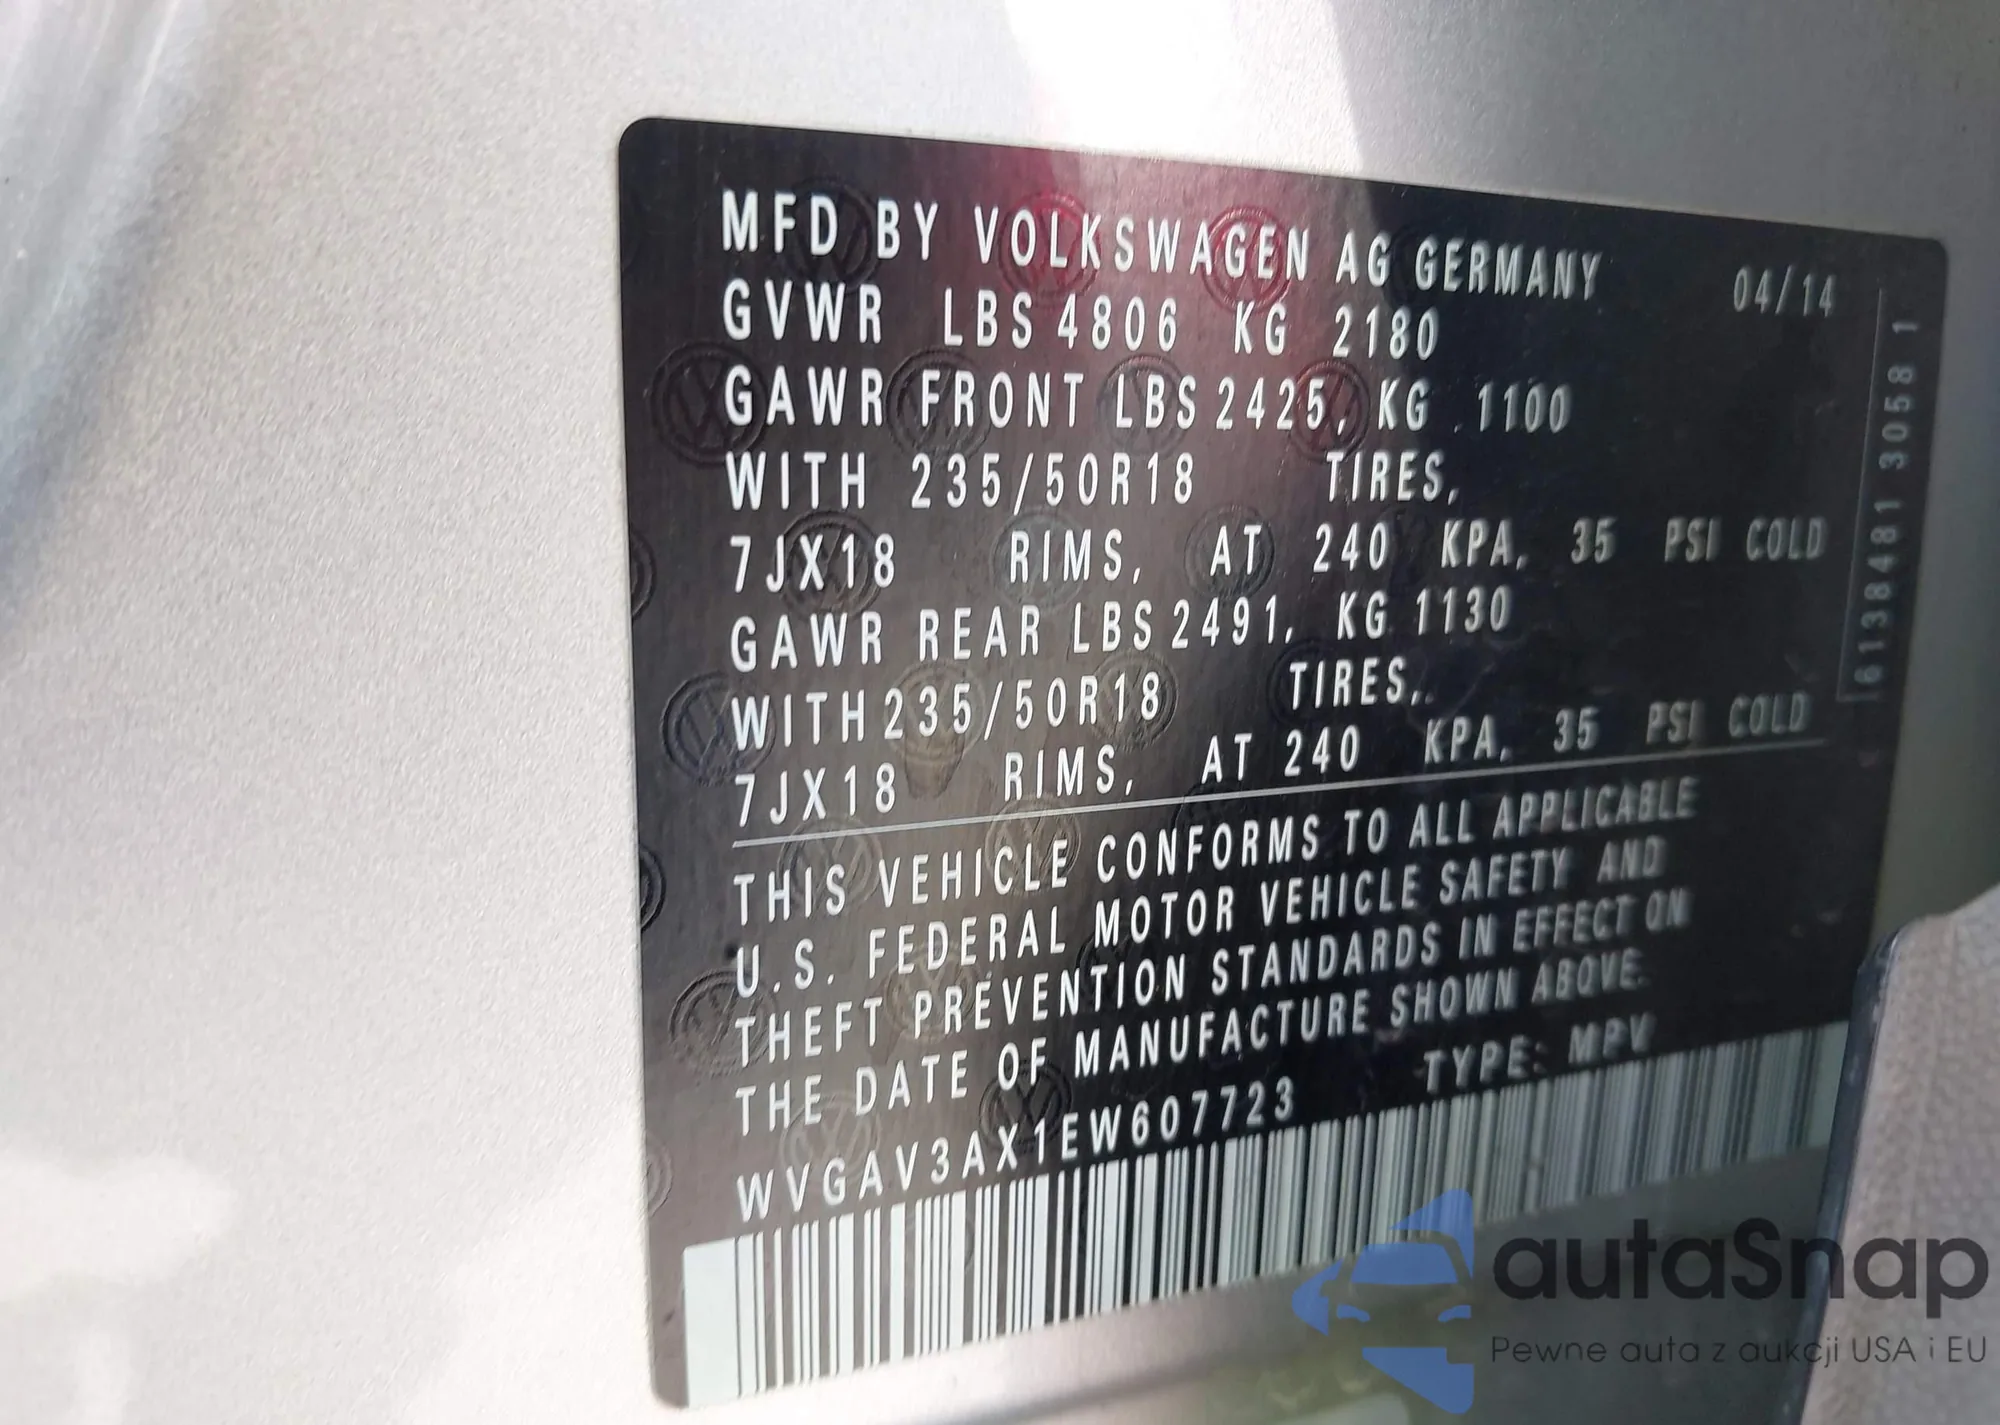 MFD BY VOLKSWAGEN AG GERMANY 04/14
GVWR LBS 4806 KG 2180
GAWR FRONT LBS 2425, KG 1100
WITH 235/50R18 TIRES,
7JX18 RIMS, AT 240 KPA, 35 PSI COLD
GAWR REAR LBS 2491, KG 1130
WITH 235/50R18 TIRES,
7JX18 RIMS, AT 240 KPA, 35 PSI COLD
THIS VEHICLE CONFORMS TO ALL APPLICABLE
U.S. FEDERAL MOTOR VEHICLE SAFETY AND
THEFT PREVENTION STANDARDS IN EFFECT ON
THE DATE OF MANUFACTURE SHOWN ABOVE.
WVGAV3AX1EW607723 TYPE: MPV
6138481 3058 1
autaSnap
Pewne auta z aukcji USA i EU